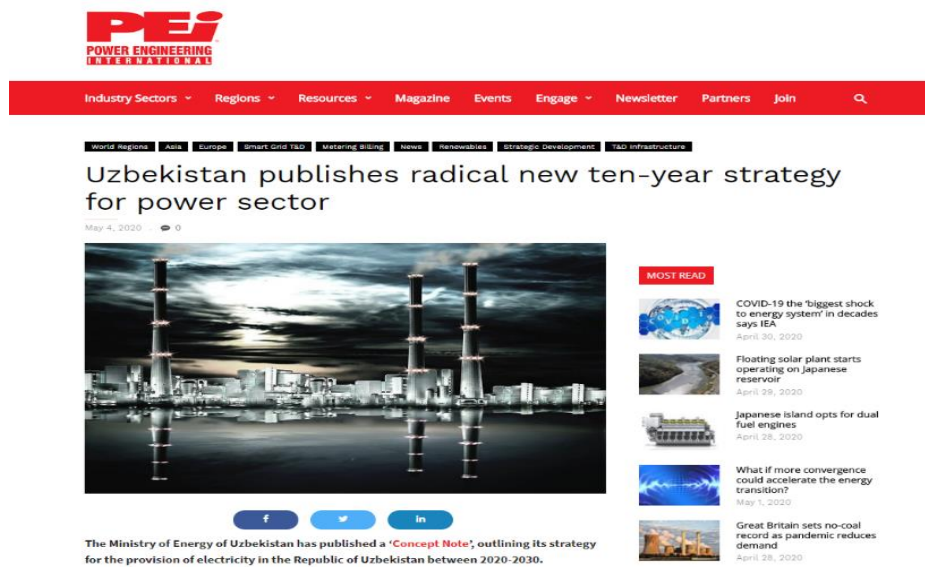 PEi
POWER ENGINEERING
INTERNATIONAL
Industry Sectors Regions Resources Magazine Events Engage Newsletter Partners Join
World Regions Asia Europe Smart Grid T&D Metering Billing News Renewables Strategic Development T&D Infrastructure
Uzbekistan publishes radical new ten-year strategy
for power sector
May 4, 2020 . 0
f in
The Ministry of Energy of Uzbekistan has published a ‘Concept Note’, outlining its strategy
for the provision of electricity in the Republic of Uzbekistan between 2020-2030.
MOST READ
COVID-19 the ‘biggest shock
to energy system’ in decades
says IEA
April 30, 2020
Floating solar plant starts
operating on Japanese
reservoir
April 29, 2020
Japanese island opts for dual
fuel engines
April 28, 2020
What if more convergence
could accelerate the energy
transition?
May 1, 2020
Great Britain sets no-coal
record as pandemic reduces
demand
April 28, 2020